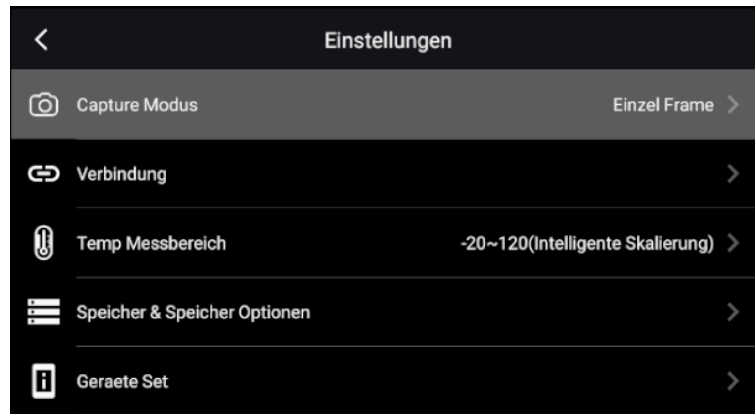 Einstellungen
Capture Modus Einzel Frame
Verbindung
Temp Messbereich -20~120(Intelligente Skalierung)
Speicher & Speicher Optionen
Geraete Set